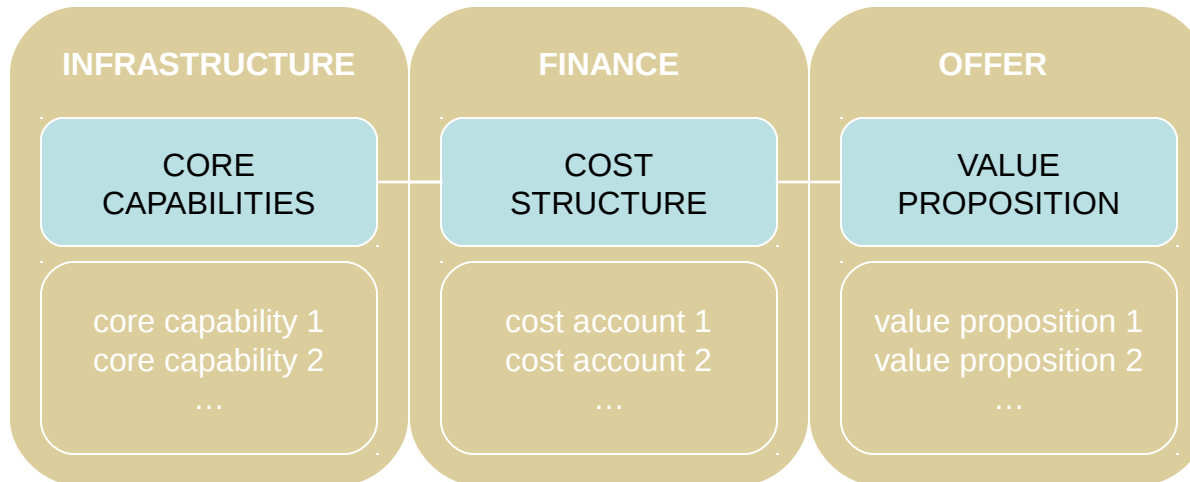 INFRASTRUCTURE
CORE
CAPABILITIES
core capability 1
core capability 2
...
FINANCE
COST
STRUCTURE
cost account 1
cost account 2
...
OFFER
VALUE
PROPOSITION
value proposition 1
value proposition 2
...